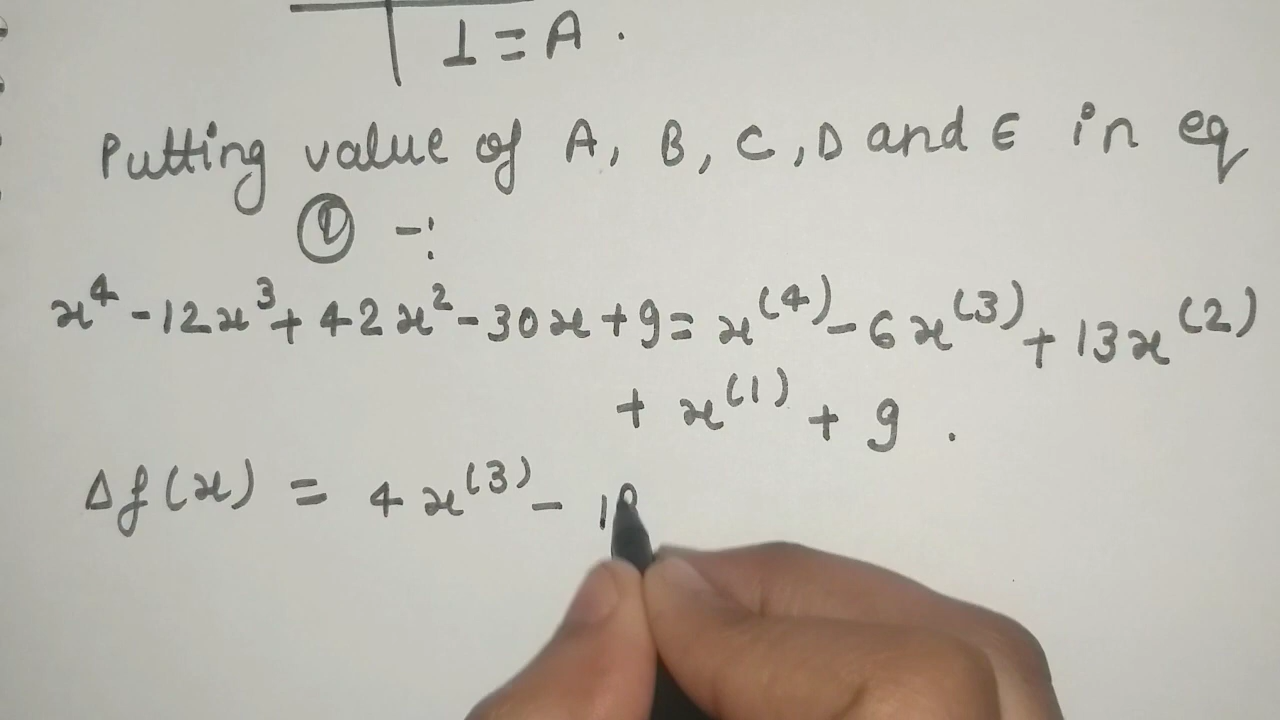 1 = A .
Putting value of A, B, C, D and E in eq
① -:
x⁴ - 12x³ + 42x² - 30x + 9 = x⁽⁴⁾ - 6x⁽³⁾ + 13x⁽²⁾
+ x⁽¹⁾ + 9 .
Δf(x) = 4x⁽³⁾ - 18